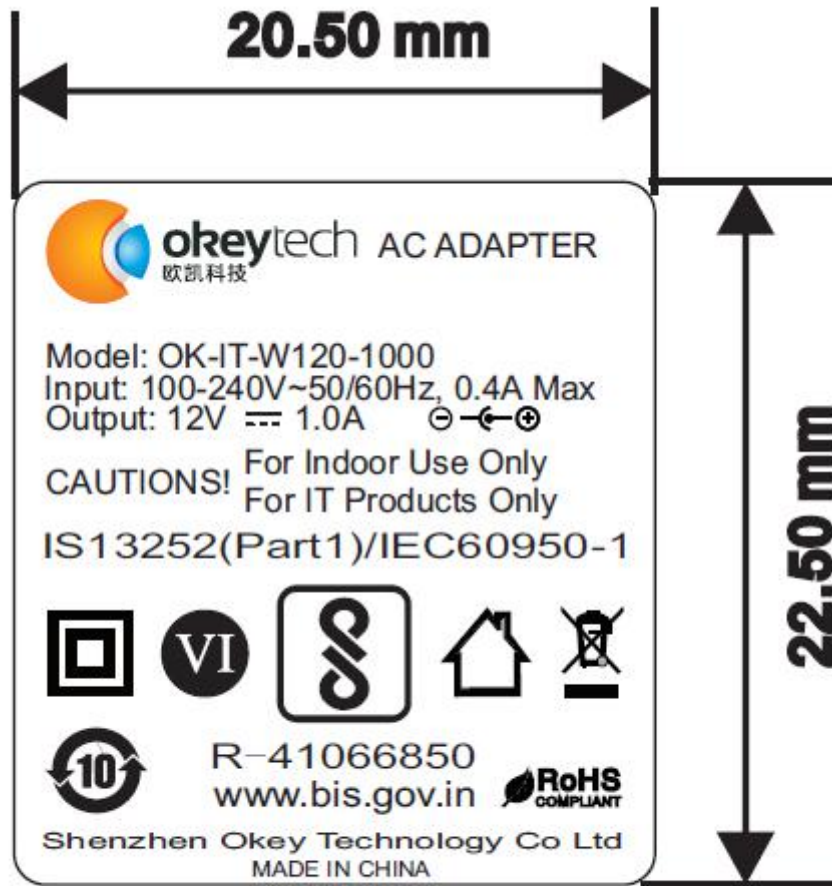 20.50 mm
okeytech AC ADAPTER
欧凯科技
Model: OK-IT-W120-1000
Input: 100-240V~50/60Hz, 0.4A Max
Output: 12V ⎓ 1.0A
CAUTIONS! For Indoor Use Only
For IT Products Only
IS13252(Part1)/IEC60950-1
VI
10
R-41066850
www.bis.gov.in
RoHS
COMPLIANT
Shenzhen Okey Technology Co Ltd
MADE IN CHINA
22.50 mm